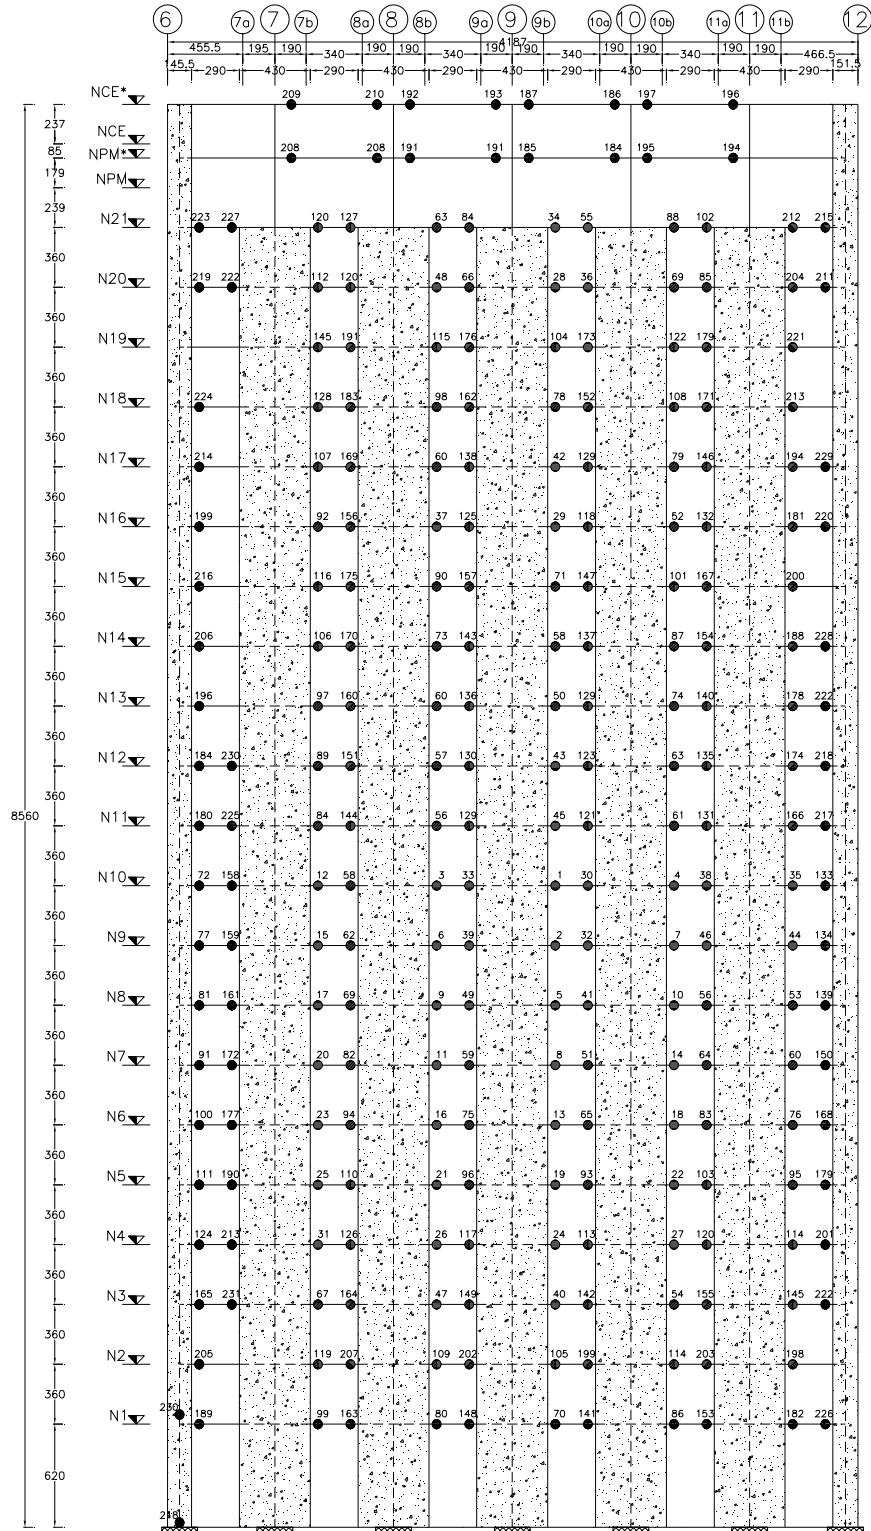 6 7a 7 7b 8a 8 8b 9a 9 9b 10a 10 10b 11a 11 11b 12
4187
455.5 195 190 340 190 190 340 190 190 340 190 190 340 190 190 466.5
145.5 290 430 290 430 290 430 290 430 290 430 290 151.5
NCE* 209 210 192 193 187 186 197 196
237
NCE
85
NPM* 208 208 191 191 185 184 195 194
179
NPM
239
N21 223 227 120 127 63 84 34 55 88 102 212 215
360
N20 219 222 112 120 48 66 28 36 69 85 204 211
360
N19 145 191 115 176 104 173 122 179 221
360
N18 224 128 183 98 162 78 152 108 171 213
360
N17 214 107 169 60 138 42 129 79 146 194 229
360
N16 199 92 156 37 125 29 118 52 132 181 220
360
N15 216 116 175 90 157 71 147 101 167 200
360
N14 206 106 170 73 143 58 137 87 154 188 228
360
N13 196 97 160 60 136 50 129 74 140 178 222
360
N12 184 230 89 151 57 130 43 123 63 135 174 218
360
8560
N11 180 225 84 144 56 129 45 121 61 131 166 217
360
N10 72 158 12 58 3 33 1 30 4 38 35 133
360
N9 77 159 15 62 6 39 2 32 7 46 44 134
360
N8 81 161 17 69 9 49 5 41 10 56 53 139
360
N7 91 172 20 82 11 59 8 51 14 64 60 150
360
N6 100 177 23 94 16 75 13 65 18 83 76 168
360
N5 111 190 25 110 21 96 19 93 22 103 95 179
360
N4 124 213 31 126 26 117 24 113 27 120 114 201
360
N3 165 231 67 164 47 149 40 142 54 155 145 222
360
N2 205 119 207 109 202 105 199 114 203 198
360
230
N1 189 99 163 80 148 70 141 86 153 182 226
620
218